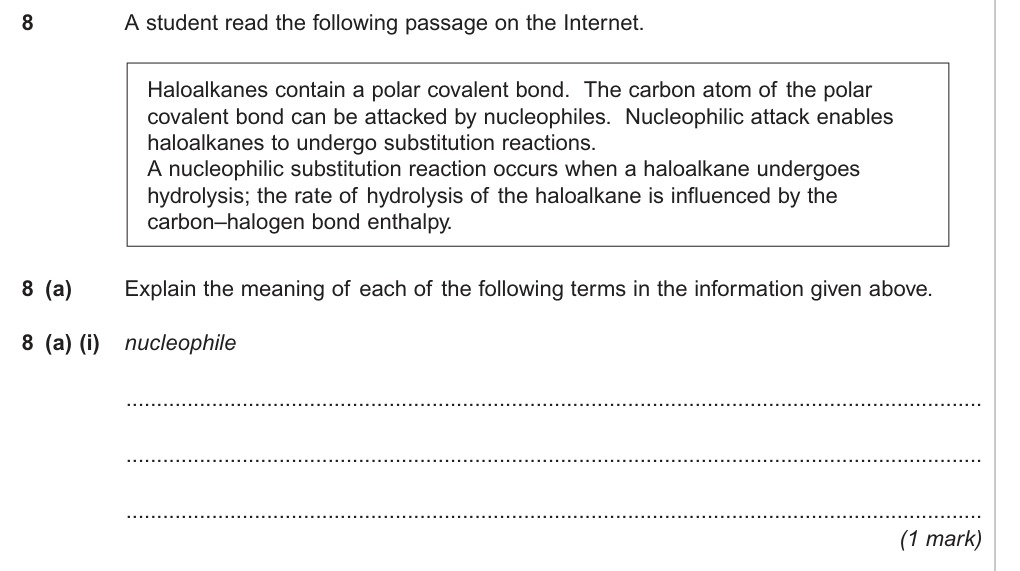 8 A student read the following passage on the Internet.
Haloalkanes contain a polar covalent bond. The carbon atom of the polar
covalent bond can be attacked by nucleophiles. Nucleophilic attack enables
haloalkanes to undergo substitution reactions.
A nucleophilic substitution reaction occurs when a haloalkane undergoes
hydrolysis; the rate of hydrolysis of the haloalkane is influenced by the
carbon–halogen bond enthalpy.
8 (a) Explain the meaning of each of the following terms in the information given above.
8 (a) (i) nucleophile
(1 mark)